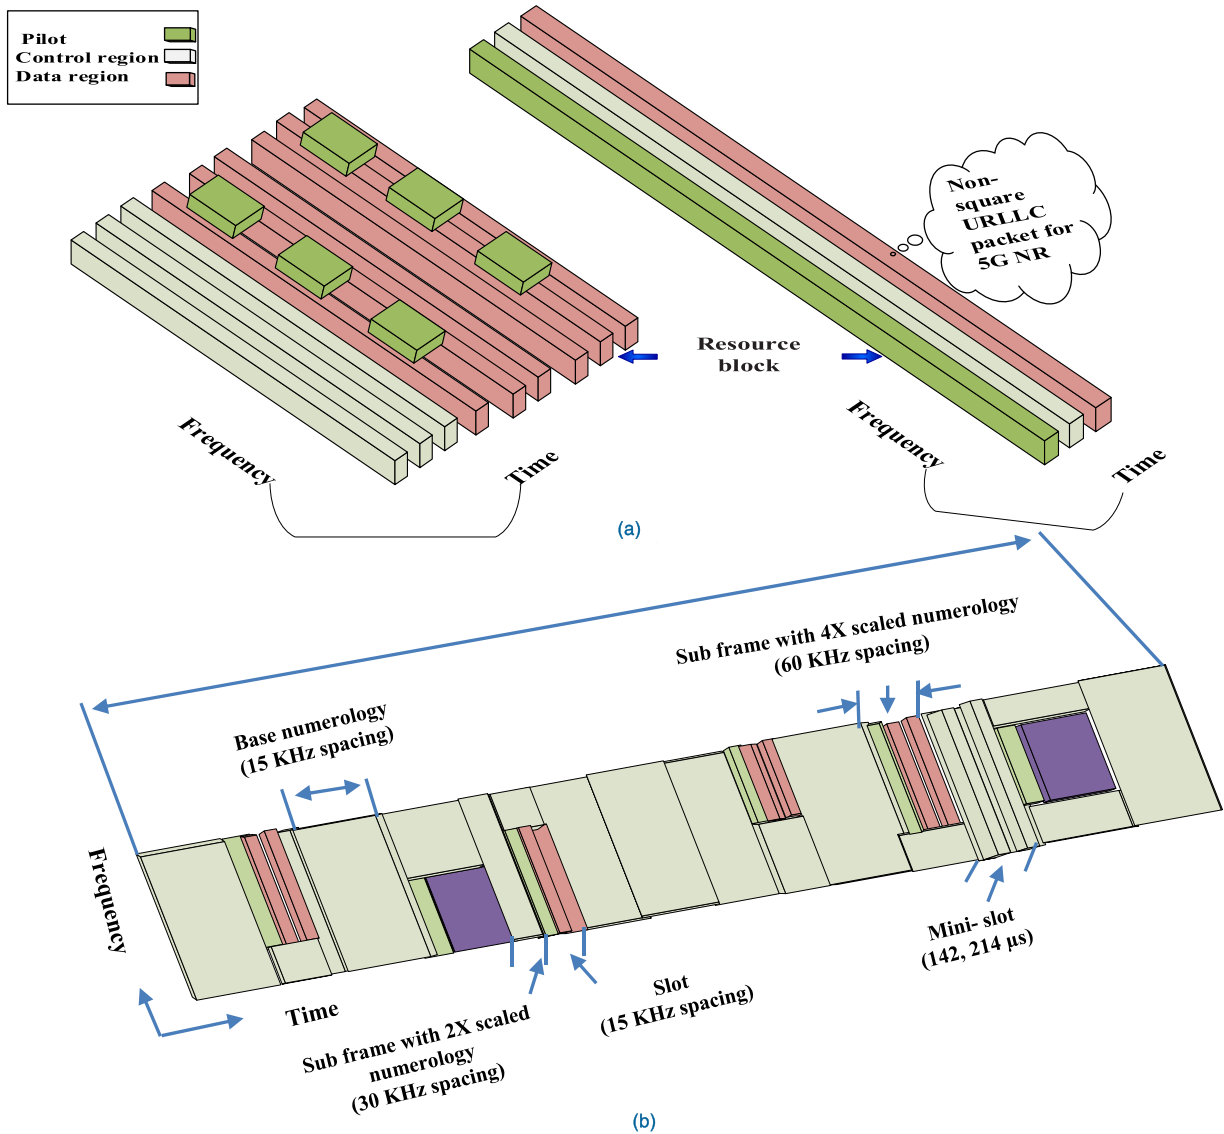 Pilot
Control region
Data region
Non-
square
URLLC
packet for
5G NR
Resource
block
Frequency
Time
Frequency
Time
(a)
Sub frame with 4X scaled numerology
(60 KHz spacing)
Base numerology
(15 KHz spacing)
Frequency
Time
Mini- slot
(142, 214 µs)
Slot
(15 KHz spacing)
Sub frame with 2X scaled
numerology
(30 KHz spacing)
(b)